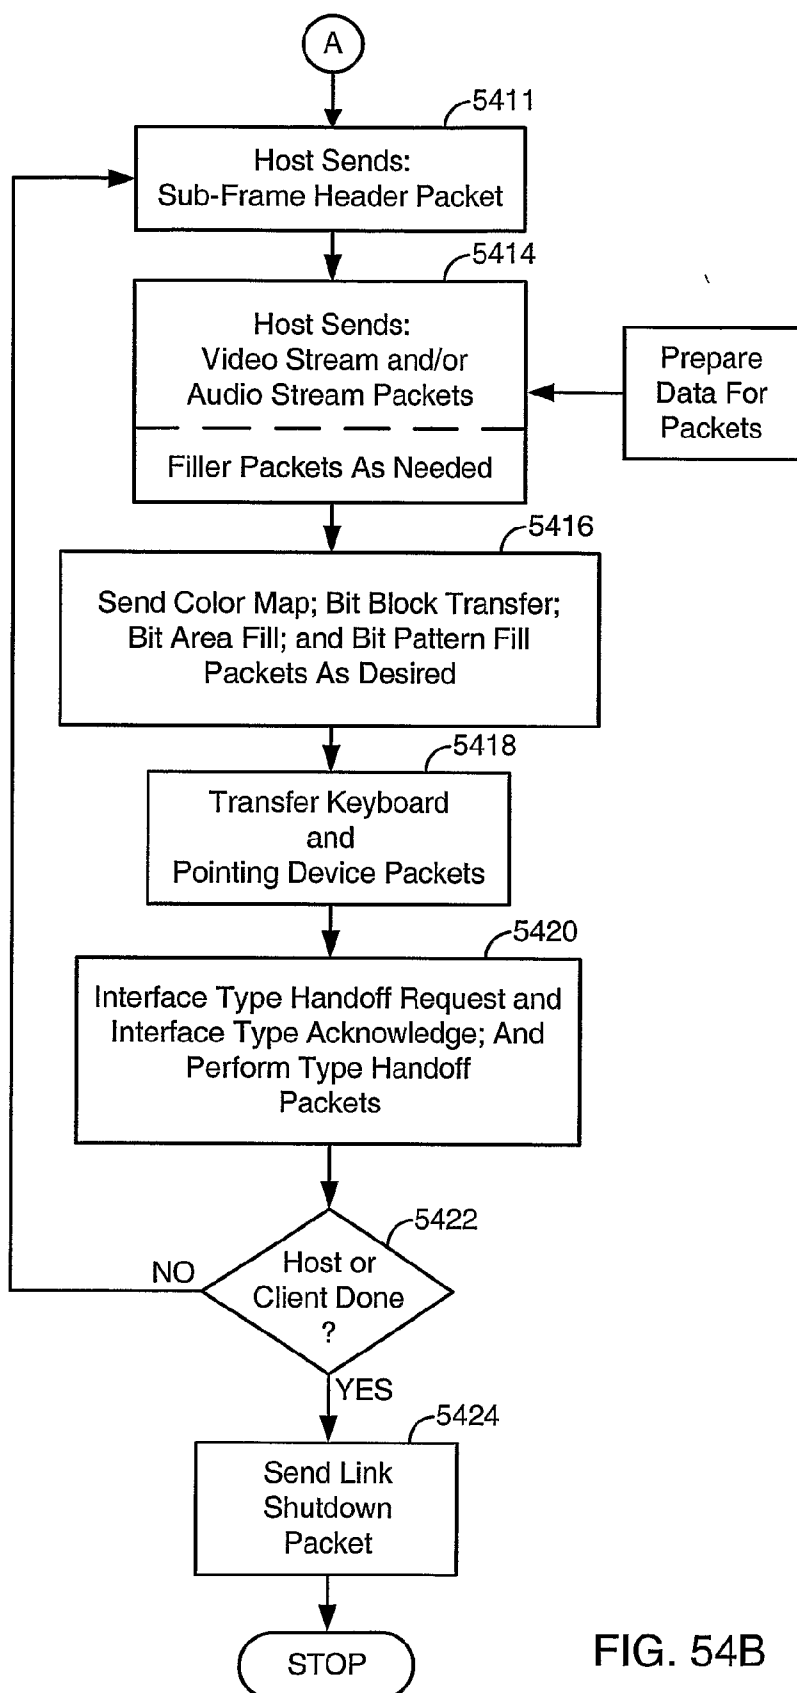 A
5411
Host Sends:
Sub-Frame Header Packet
5414
Host Sends:
Video Stream and/or
Audio Stream Packets
Filler Packets As Needed
Prepare
Data For
Packets
5416
Send Color Map; Bit Block Transfer;
Bit Area Fill; and Bit Pattern Fill
Packets As Desired
5418
Transfer Keyboard
and
Pointing Device Packets
5420
Interface Type Handoff Request and
Interface Type Acknowledge; And
Perform Type Handoff
Packets
5422
Host or
Client Done
?
NO
YES
5424
Send Link
Shutdown
Packet
STOP
FIG. 54B